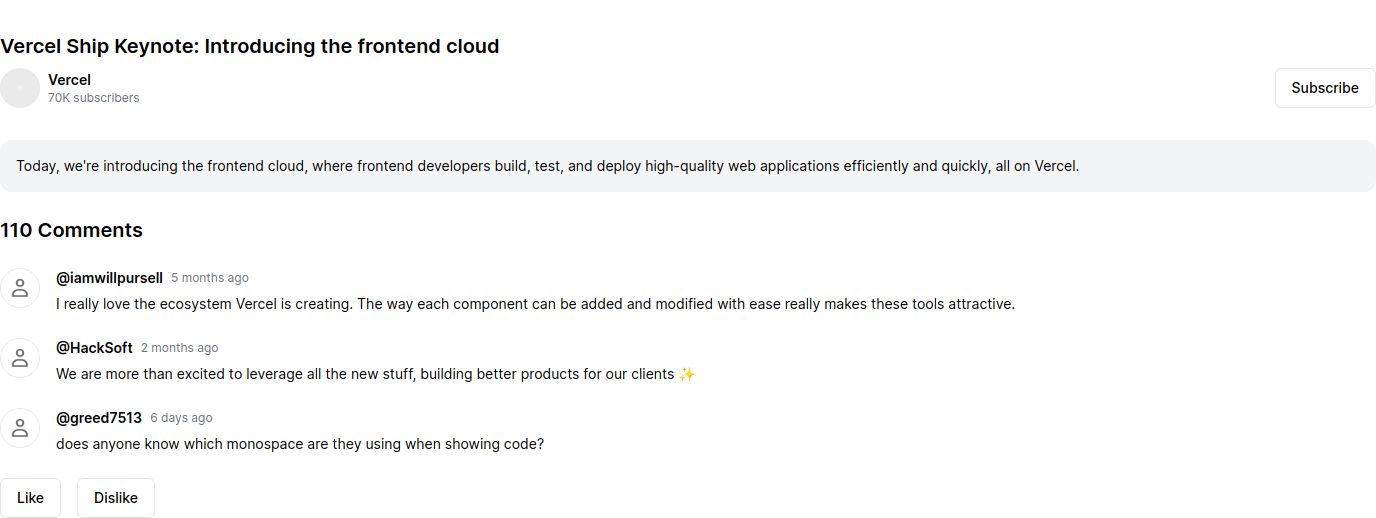 Vercel Ship Keynote: Introducing the frontend cloud
Vercel
70K subscribers
Subscribe
Today, we're introducing the frontend cloud, where frontend developers build, test, and deploy high-quality web applications efficiently and quickly, all on Vercel.
110 Comments
@iamwillpursell 5 months ago
I really love the ecosystem Vercel is creating. The way each component can be added and modified with ease really makes these tools attractive.
@HackSoft 2 months ago
We are more than excited to leverage all the new stuff, building better products for our clients ✨
@greed7513 6 days ago
does anyone know which monospace are they using when showing code?
Like Dislike